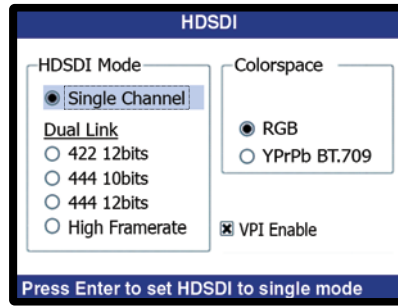 HDSDI
HDSDI Mode
Single Channel
Dual Link
422 12bits
444 10bits
444 12bits
High Framerate
Colorspace
RGB
YPrPb BT.709
VPI Enable
Press Enter to set HDSDI to single mode